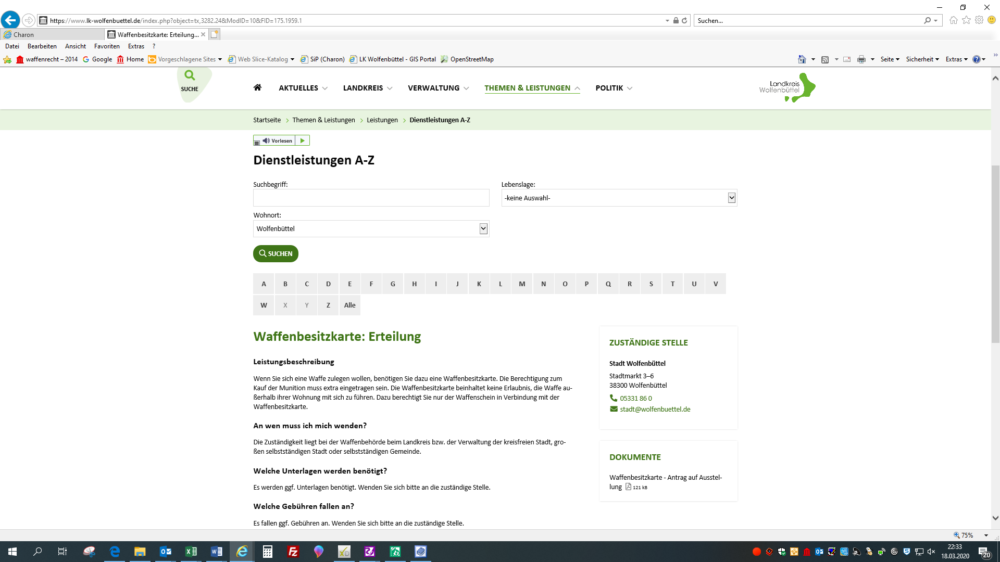 https://www.lk-wolfenbuettel.de/index.php?object=tx,3282.24&ModID=10&FID=175.1959.1
Suchen...
Charon
Waffenbesitzkarte: Erteilung...
Datei Bearbeiten Ansicht Favoriten Extras ?
waffenrecht – 2014 Google Home Vorgeschlagene Sites Web Slice-Katalog SiP (Charon) LK Wolfenbüttel - GIS Portal OpenStreetMap
Seite Sicherheit Extras
SUCHE
AKTUELLES LANDKREIS VERWALTUNG THEMEN & LEISTUNGEN POLITIK
Landkreis
Wolfenbüttel
Startseite Themen & Leistungen Leistungen Dienstleistungen A-Z
Vorlesen
Dienstleistungen A-Z
Suchbegriff:
Lebenslage:
-keine Auswahl-
Wohnort:
Wolfenbüttel
SUCHEN
A B C D E F G H I J K L M N O P Q R S T U V
W X Y Z Alle
Waffenbesitzkarte: Erteilung
Leistungsbeschreibung
Wenn Sie sich eine Waffe zulegen wollen, benötigen Sie dazu eine Waffenbesitzkarte. Die Berechtigung zum
Kauf der Munition muss extra eingetragen sein. Die Waffenbesitzkarte beinhaltet keine Erlaubnis, die Waffe au-
ßerhalb ihrer Wohnung mit sich zu führen. Dazu berechtigt Sie nur der Waffenschein in Verbindung mit der
Waffenbesitzkarte.
An wen muss ich mich wenden?
Die Zuständigkeit liegt bei der Waffenbehörde beim Landkreis bzw. der Verwaltung der kreisfreien Stadt, gro-
ßen selbstständigen Stadt oder selbstständigen Gemeinde.
Welche Unterlagen werden benötigt?
Es werden ggf. Unterlagen benötigt. Wenden Sie sich bitte an die zuständige Stelle.
Welche Gebühren fallen an?
Es fallen ggf. Gebühren an. Wenden Sie sich bitte an die zuständige Stelle.
ZUSTÄNDIGE STELLE
Stadt Wolfenbüttel
Stadtmarkt 3–6
38300 Wolfenbüttel
05331 86 0
stadt@wolfenbuettel.de
DOKUMENTE
Waffenbesitzkarte - Antrag auf Ausstel-
lung 121 kB
75%
22:33
18.03.2020
20